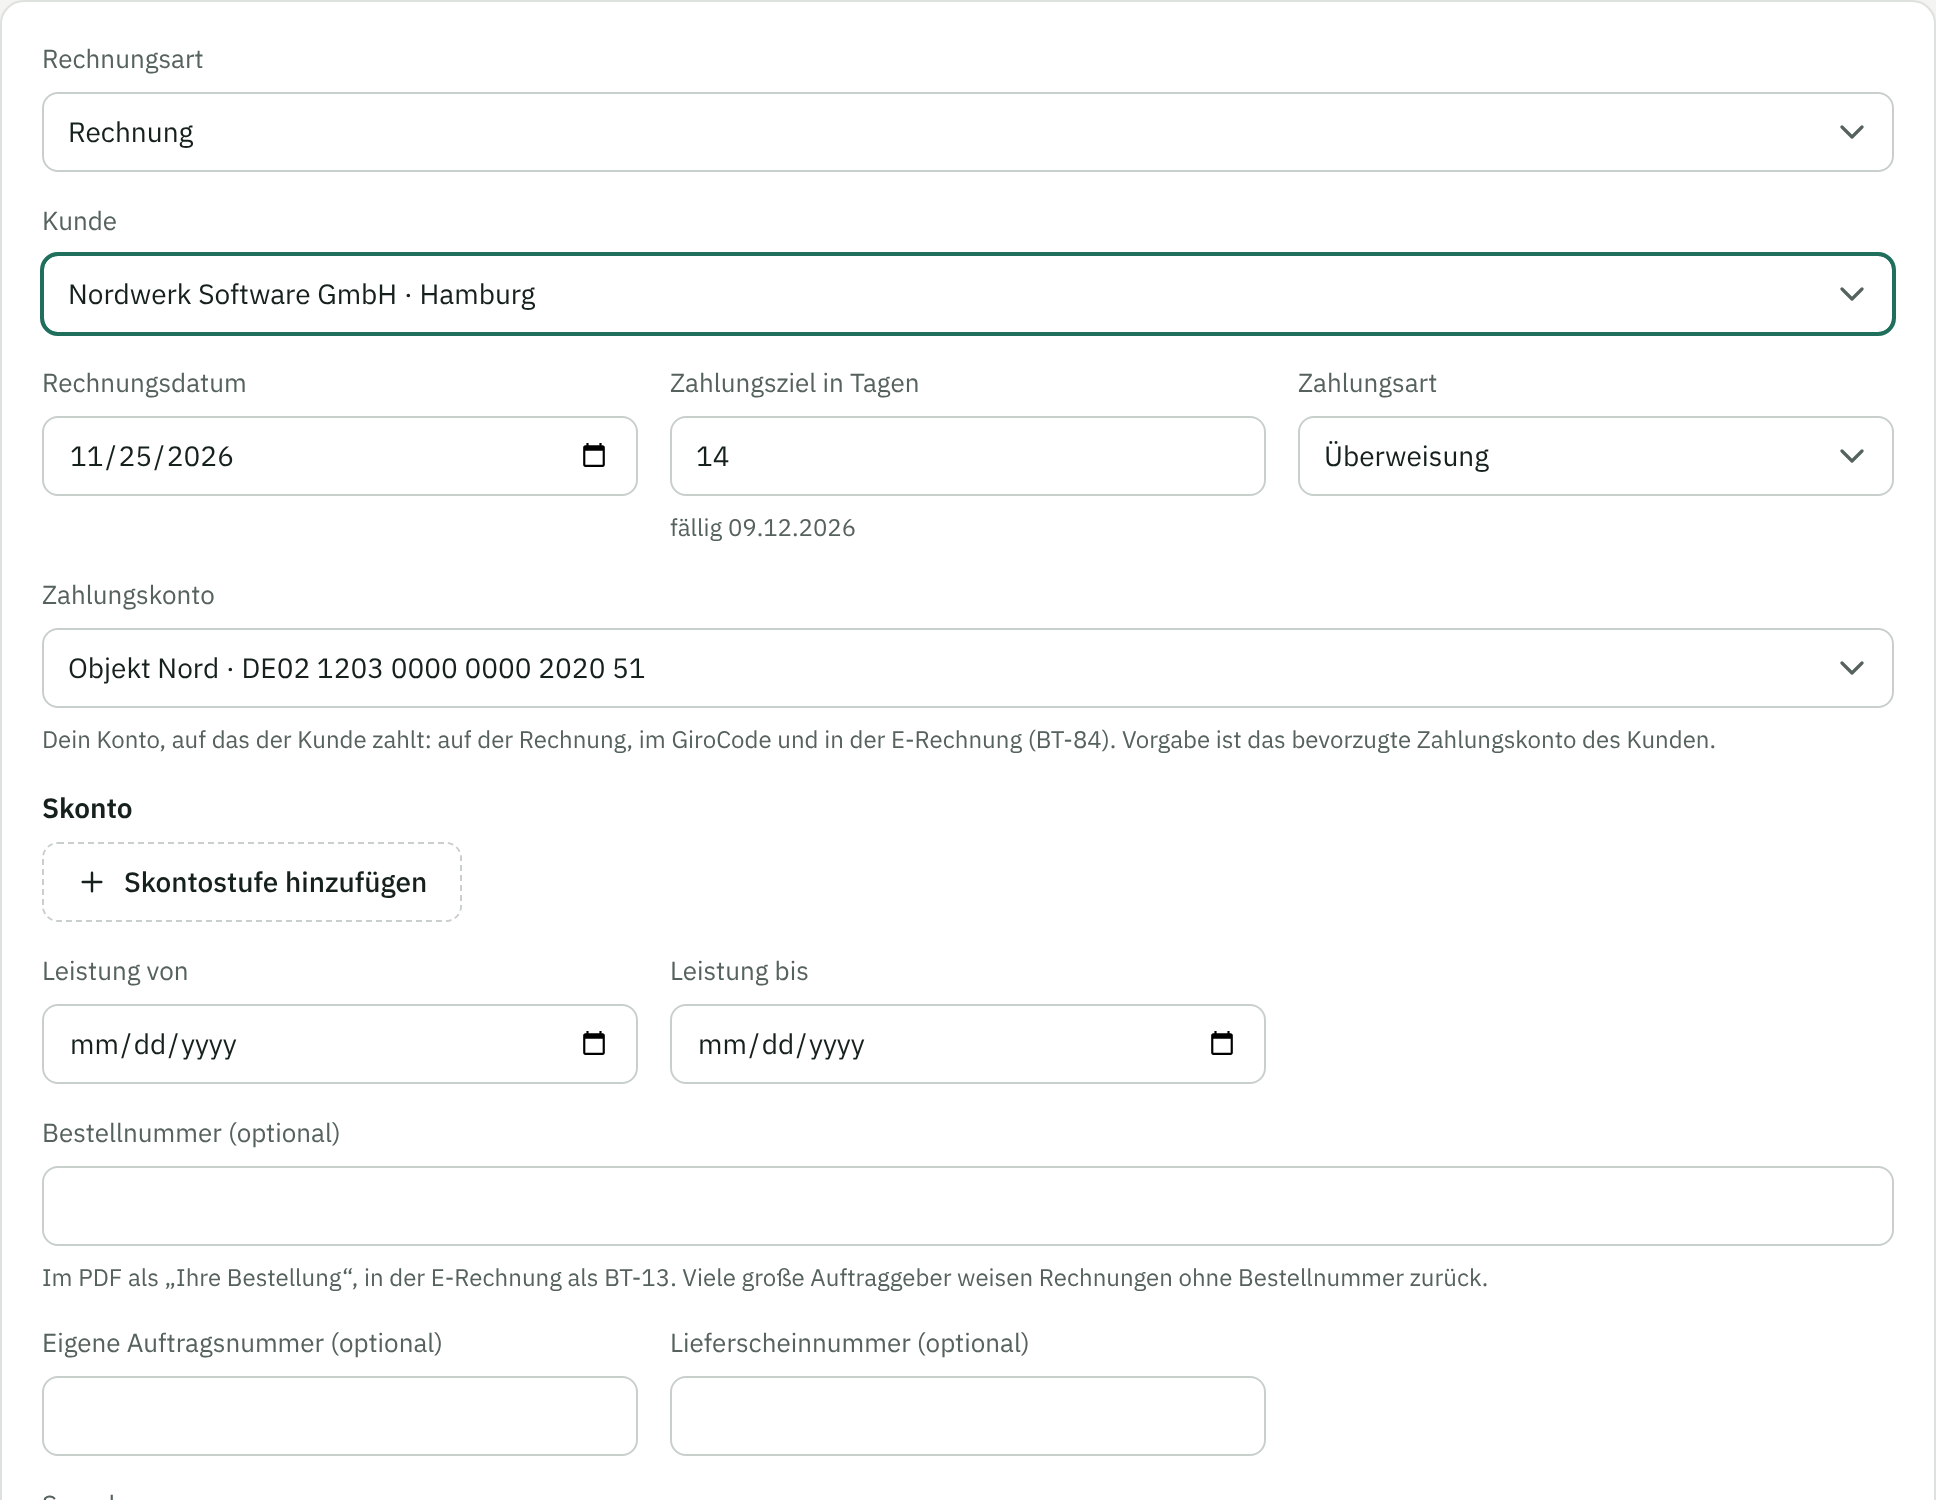 Rechnungsart
Rechnung
Kunde
Nordwerk Software GmbH · Hamburg
Rechnungsdatum
Zahlungsziel in Tagen
Zahlungsart
11/25/2026
14
Überweisung
fällig 09.12.2026
Zahlungskonto
Objekt Nord · DE02 1203 0000 0000 2020 51
Dein Konto, auf das der Kunde zahlt: auf der Rechnung, im GiroCode und in der E-Rechnung (BT-84). Vorgabe ist das bevorzugte Zahlungskonto des Kunden.
Skonto
+ Skontostufe hinzufügen
Leistung von
Leistung bis
mm/dd/yyyy
mm/dd/yyyy
Bestellnummer (optional)
Im PDF als „Ihre Bestellung“, in der E-Rechnung als BT-13. Viele große Auftraggeber weisen Rechnungen ohne Bestellnummer zurück.
Eigene Auftragsnummer (optional)
Lieferscheinnummer (optional)